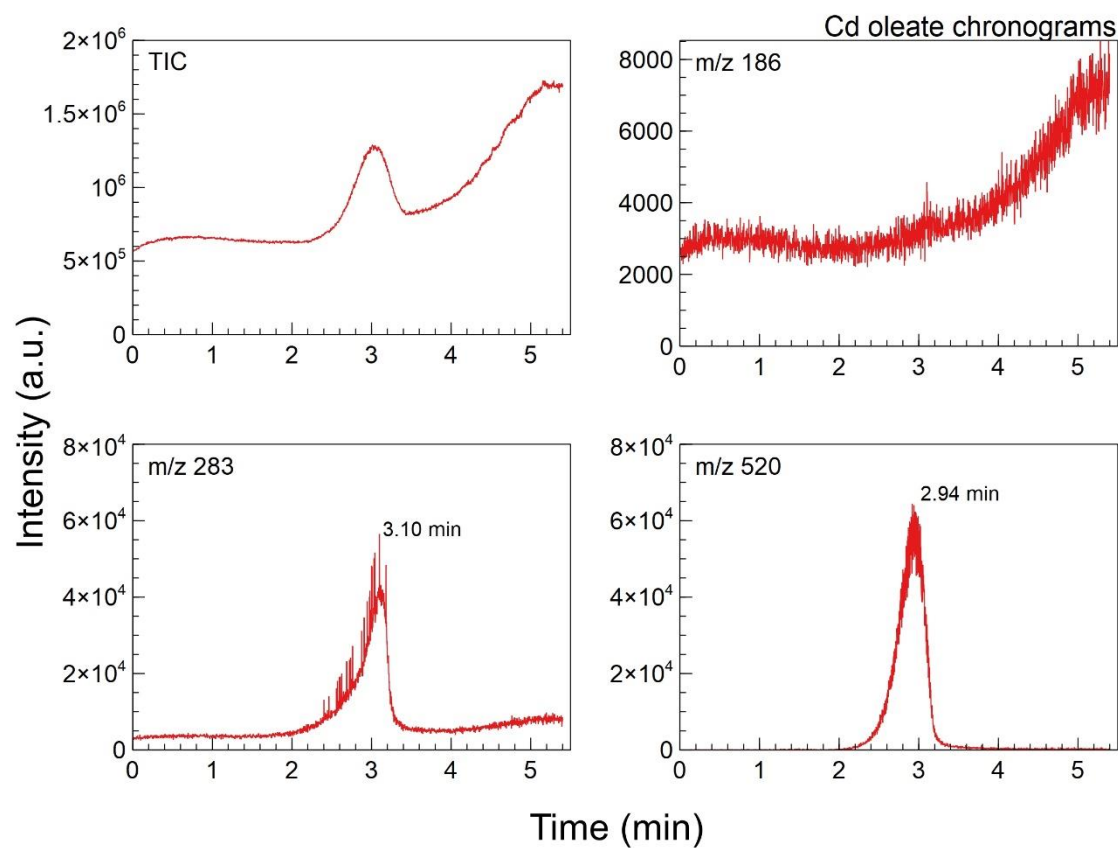 Cd oleate chronograms
TIC
2×10⁶
1.5×10⁶
10⁶
5×10⁵
0
0 1 2 3 4 5
m/z 186
8000
6000
4000
2000
0
0 1 2 3 4 5
Intensity (a.u.)
m/z 283
3.10 min
8×10⁴
6×10⁴
4×10⁴
2×10⁴
0
0 1 2 3 4 5
m/z 520
2.94 min
8×10⁴
6×10⁴
4×10⁴
2×10⁴
0
0 1 2 3 4 5
Time (min)